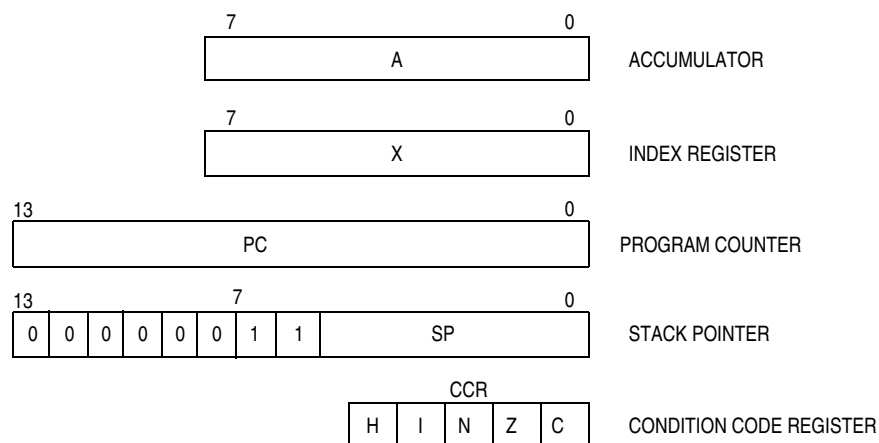 7 0
A ACCUMULATOR
7 0
X INDEX REGISTER
13 0
PC PROGRAM COUNTER
13 7 0
0 0 0 0 0 0 1 1 SP STACK POINTER
CCR
H I N Z C CONDITION CODE REGISTER